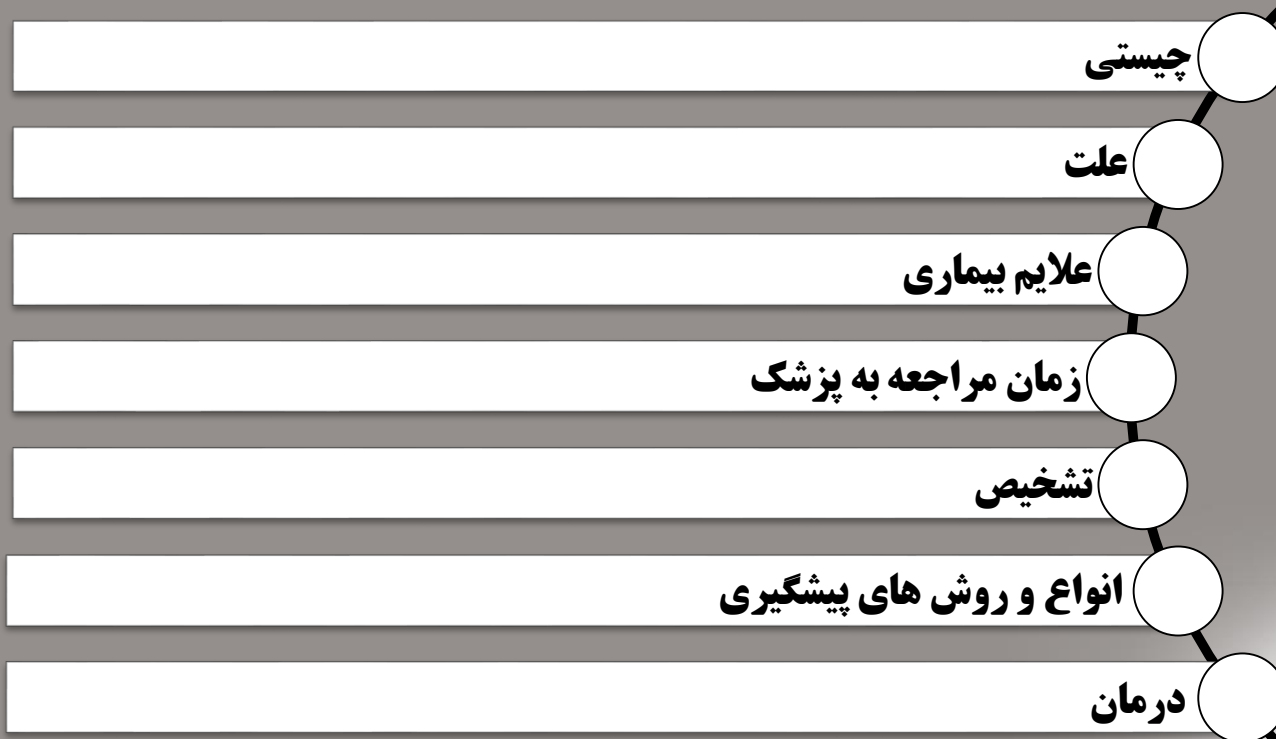 چیستی
علت
علایم بیماری
زمان مراجعه به پزشک
تشخیص
انواع و روش های پیشگیری
درمان